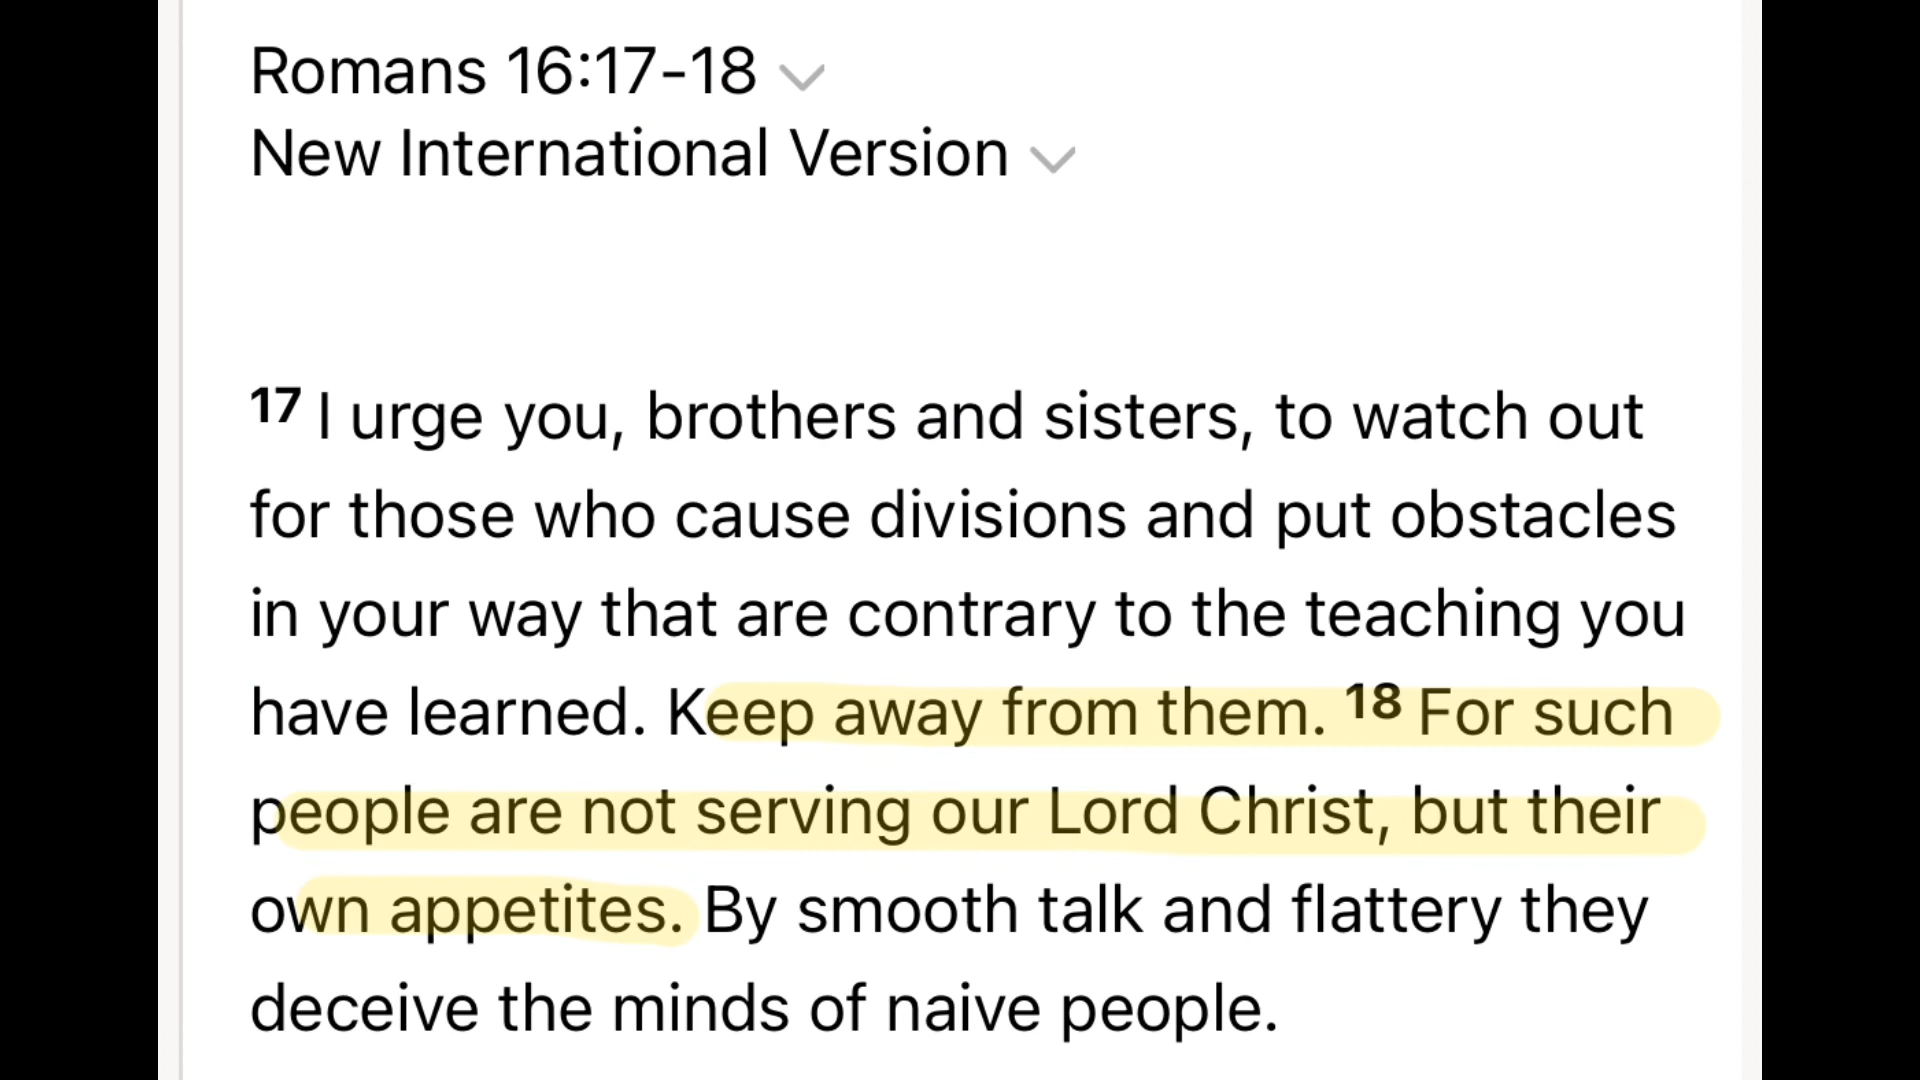 Romans 16:17-18
New International Version
17 I urge you, brothers and sisters, to watch out
for those who cause divisions and put obstacles
in your way that are contrary to the teaching you
have learned. Keep away from them. 18 For such
people are not serving our Lord Christ, but their
own appetites. By smooth talk and flattery they
deceive the minds of naive people.